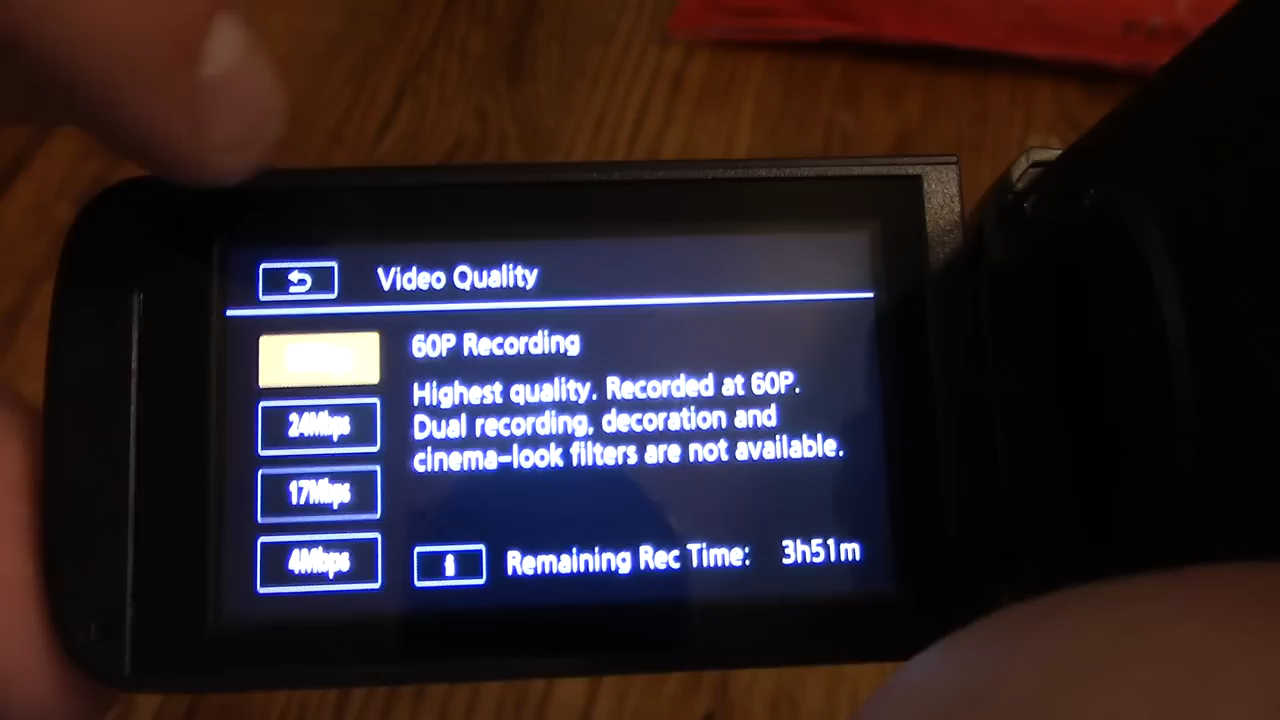 Video Quality
60P Recording
Highest quality. Recorded at 60P.
Dual recording, decoration and
cinema-look filters are not available.
24Mbps
17Mbps
4Mbps
i
Remaining Rec Time: 3h51m